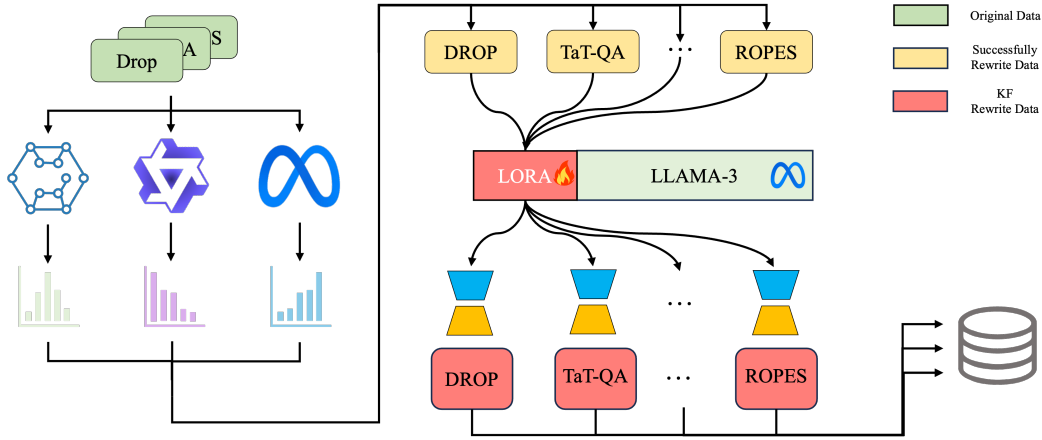 S
A
Drop
DROP
TaT-QA
...
ROPES
Original Data
Successfully
Rewrite Data
KF
Rewrite Data
LORA
LLAMA-3
...
DROP
TaT-QA
...
ROPES